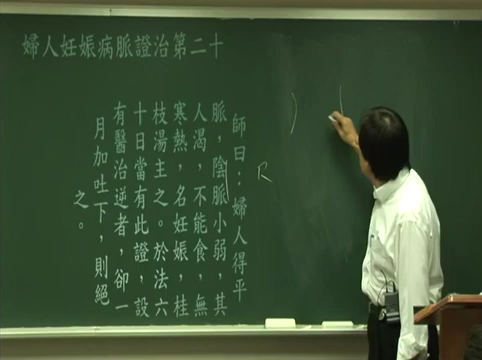 婦人妊娠病脈證治第二十
師曰：婦人得平
脈，陰脈小弱，其
人渴，不能食，無
寒熱，名妊娠，桂
枝湯主之。於法六
十日當有此證，設
有醫治逆者，卻一
月加吐下，則絕
之。
R